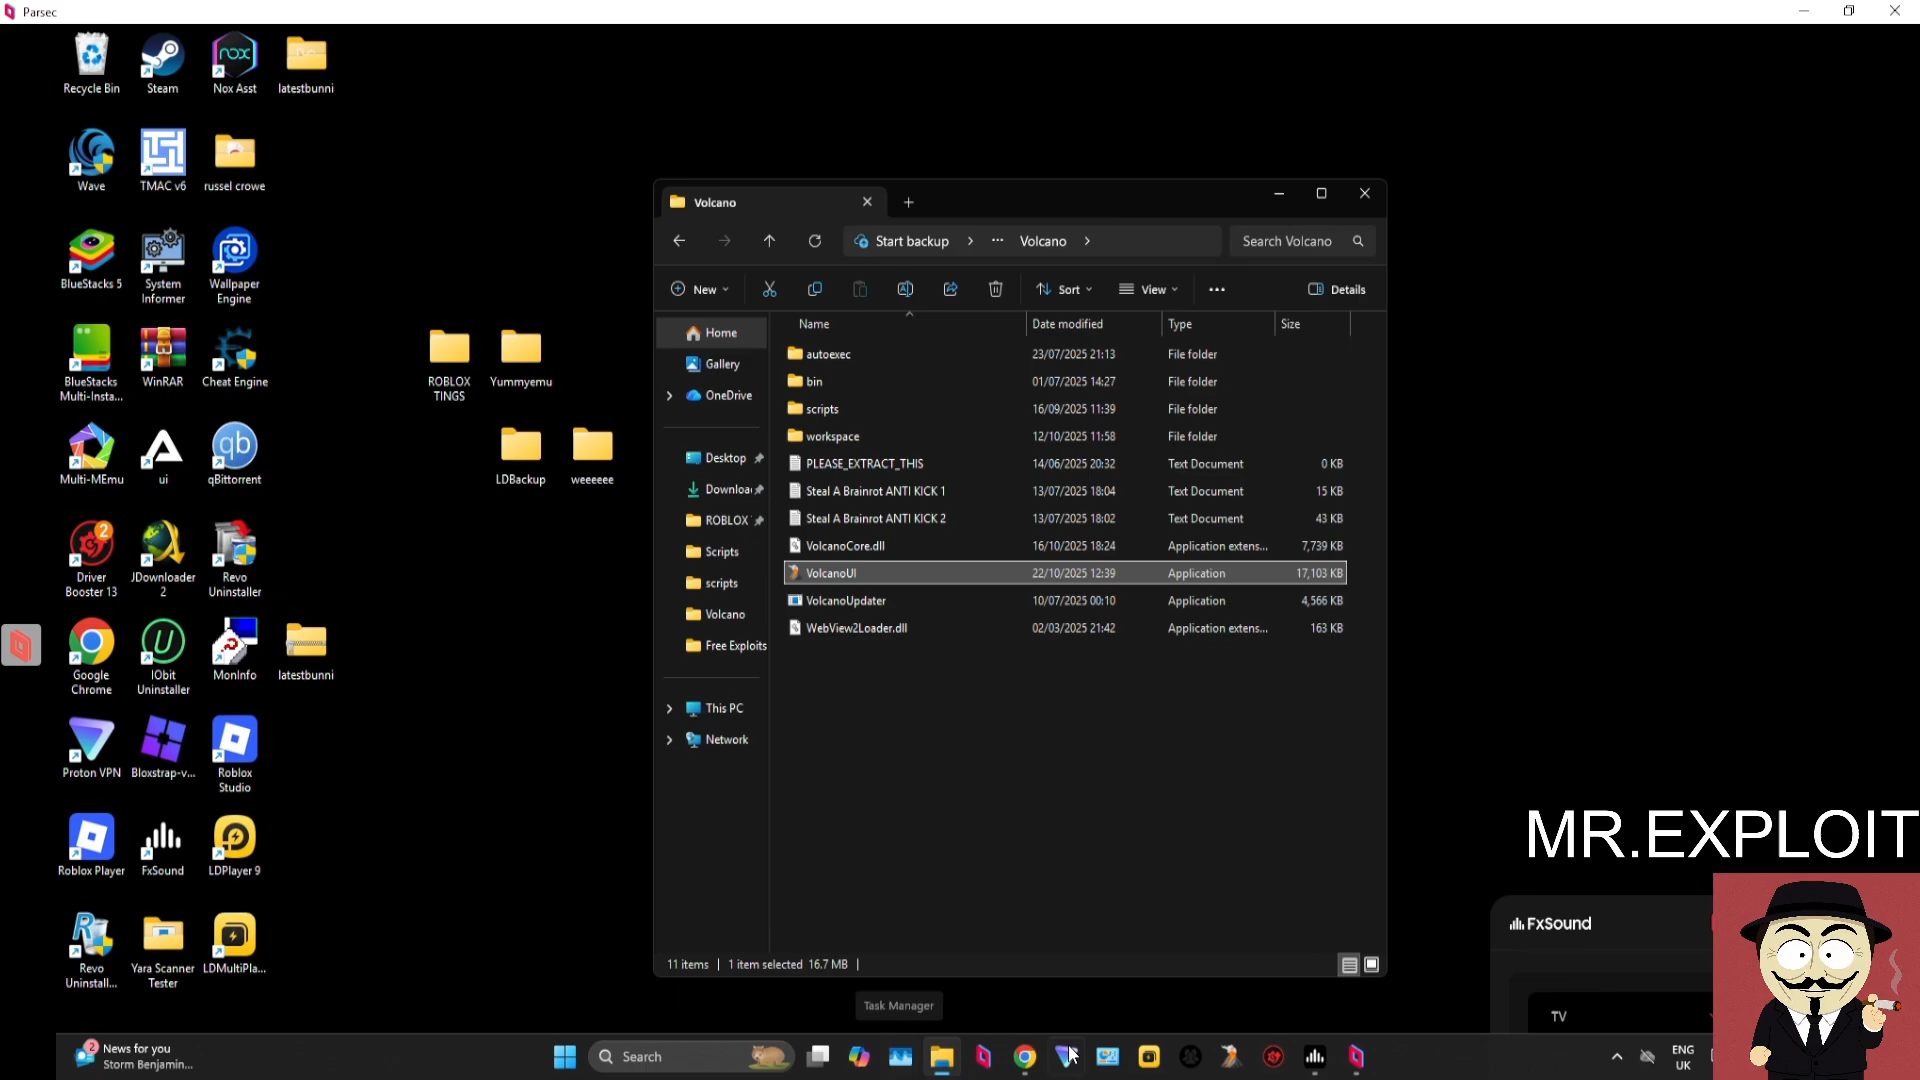 Parsec
Recycle Bin
Steam
Nox Asst
latestbunni
Wave
TMAC v6
russel crowe
BlueStacks 5
System
Informer
Wallpaper
Engine
BlueStacks
Multi-Insta...
WinRAR
Cheat Engine
ROBLOX
TINGS
Yummyemu
Multi-MEmu
ui
qBittorrent
LDBackup
weeeeee
Driver
Booster 13
JDownloader
2
Revo
Uninstaller
Google
Chrome
IObit
Uninstaller
MonInfo
latestbunni
Proton VPN
Bloxstrap-v...
Roblox
Studio
Roblox Player
FxSound
LDPlayer 9
Revo
Uninstall...
Yara Scanner
Tester
LDMultiPla...
Volcano
Start backup
Volcano
Search Volcano
New
Sort
View
Details
Home
Gallery
OneDrive
Desktop
Downloa
ROBLOX
Scripts
scripts
Volcano
Free Exploits
This PC
Network
Name Date modified Type Size
autoexec 23/07/2025 21:13 File folder
bin 01/07/2025 14:27 File folder
scripts 16/09/2025 11:39 File folder
workspace 12/10/2025 11:58 File folder
PLEASE_EXTRACT_THIS 14/06/2025 20:32 Text Document 0 KB
Steal A Brainrot ANTI KICK 1 13/07/2025 18:04 Text Document 15 KB
Steal A Brainrot ANTI KICK 2 13/07/2025 18:02 Text Document 43 KB
VolcanoCore.dll 16/10/2025 18:24 Application extens... 7,739 KB
VolcanoUI 22/10/2025 12:39 Application 17,103 KB
VolcanoUpdater 10/07/2025 00:10 Application 4,566 KB
WebView2Loader.dll 02/03/2025 21:42 Application extens... 163 KB
11 items 1 item selected 16.7 MB
Task Manager
MR.EXPLOIT
FxSound
TV
2
News for you
Storm Benjamin...
Search
ENG
UK